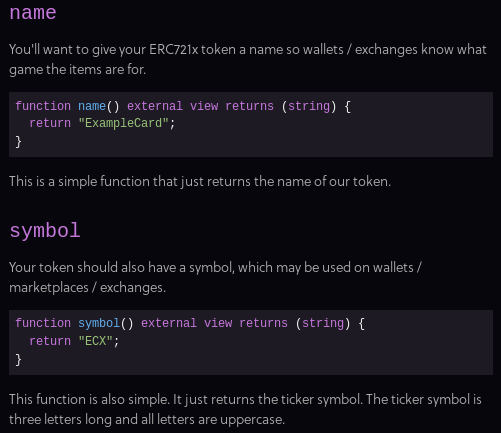 name
You'll want to give your ERC721x token a name so wallets / exchanges know what
game the items are for.
function name() external view returns (string) {
  return "ExampleCard";
}
This is a simple function that just returns the name of our token.
symbol
Your token should also have a symbol, which may be used on wallets /
marketplaces / exchanges.
function symbol() external view returns (string) {
  return "ECX";
}
This function is also simple. It just returns the ticker symbol. The ticker symbol is
three letters long and all letters are uppercase.